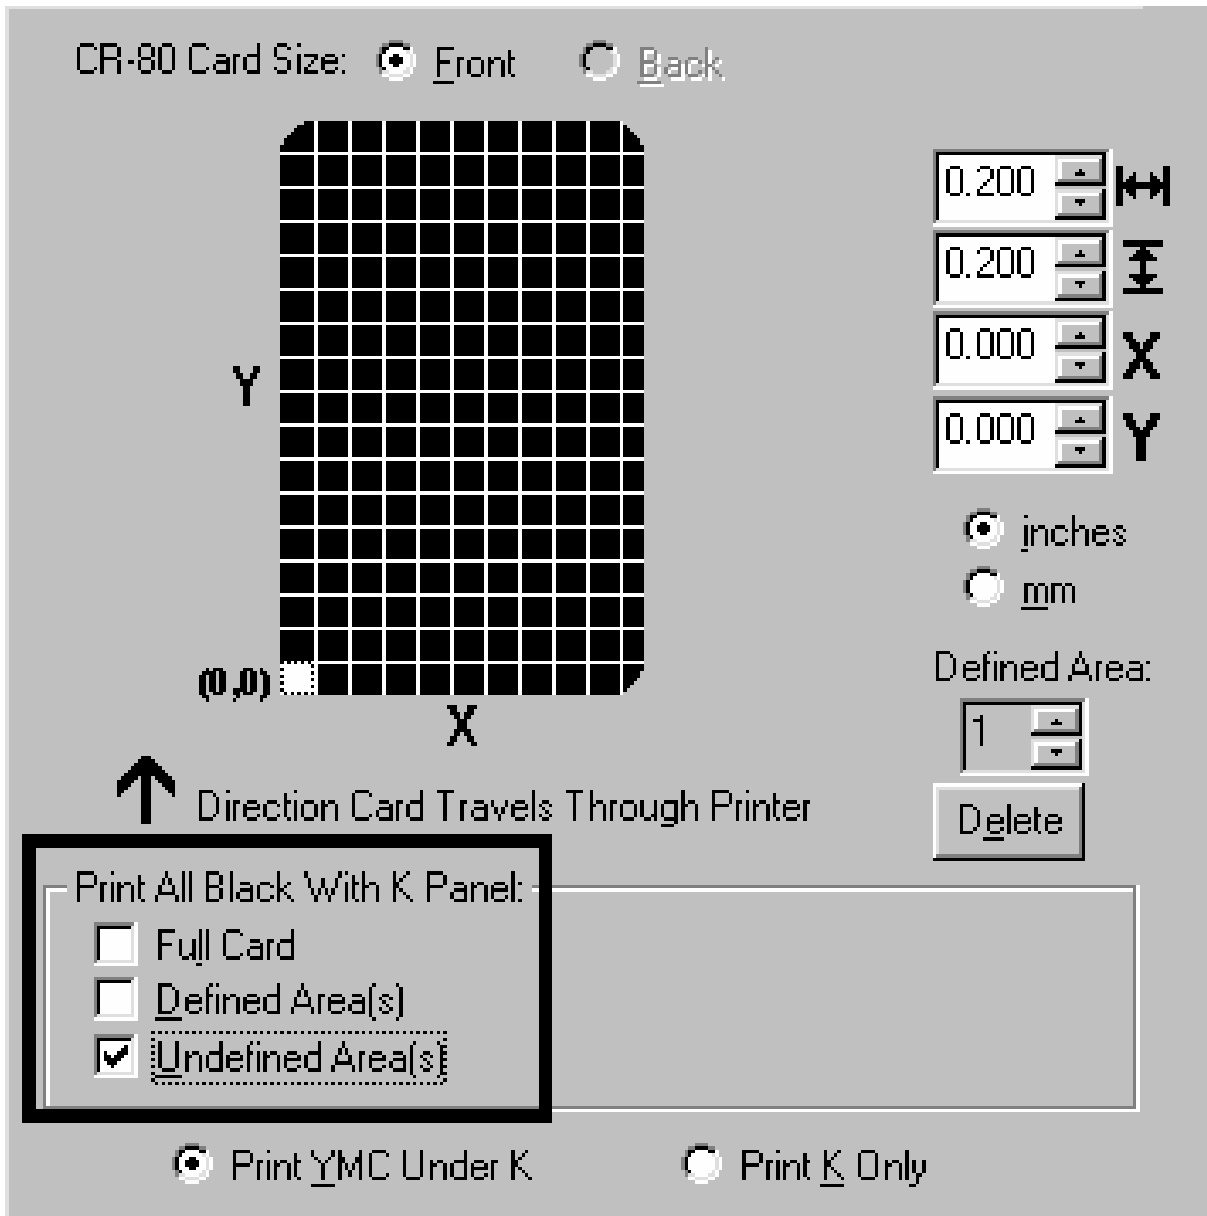 CR-80 Card Size: Front Back
0.200
0.200
0.000 X
Y
0.000 Y
inches
mm
(0,0)
X
Defined Area:
1
Direction Card Travels Through Printer
Delete
Print All Black With K Panel:
Full Card
Defined Area(s)
Undefined Area(s)
Print YMC Under K Print K Only